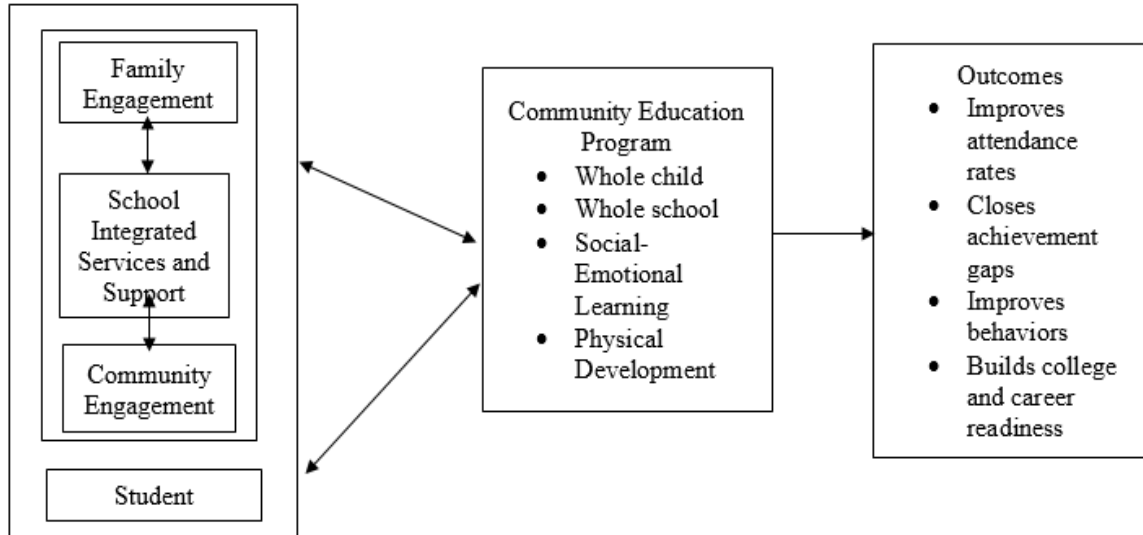 Family
Engagement
School
Integrated
Services and
Support
Community
Engagement
Student
Community Education
Program
● Whole child
● Whole school
● Social-
Emotional
Learning
● Physical
Development
Outcomes
● Improves
attendance
rates
● Closes
achievement
gaps
● Improves
behaviors
● Builds college
and career
readiness